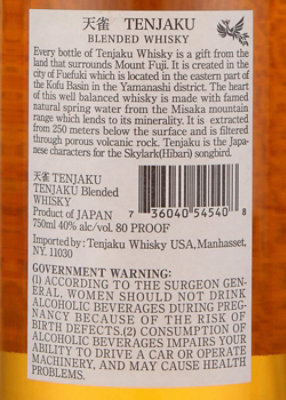 天雀 TENJAKU
BLENDED WHISKY
Every bottle of Tenjaku Whisky is a gift from the
land that surrounds Mount Fuji. It is created in the
city of Fuefuki which is located in the eastern part of
the Kofu Basin in the Yamanashi district. The heart
of this well balanced whisky is made with famed
natural spring water from the Misaka mountain
range which lends to its minerality. It is extracted
from 250 meters below the surface and is filtered
through porous volcanic rock. Tenjaku is the Japa-
nese characters for the Skylark(Hibari) songbird.
天雀 TENJAKU
TENJAKU Blended
WHISKY
Product of JAPAN
750ml 40% alc/vol. 80 PROOF
7 36040 54540 8
Imported by: Tenjaku Whisky USA, Manhasset,
NY. 11030
GOVERNMENT WARNING:
(1) ACCORDING TO THE SURGEON GEN-
ERAL, WOMEN SHOULD NOT DRINK
ALCOHOLIC BEVERAGES DURING PREG-
NANCY BECAUSE OF THE RISK OF
BIRTH DEFECTS.(2) CONSUMPTION OF
ALCOHOLIC BEVERAGES IMPAIRS YOUR
ABILITY TO DRIVE A CAR OR OPERATE
MACHINERY, AND MAY CAUSE HEALTH
PROBLEMS.